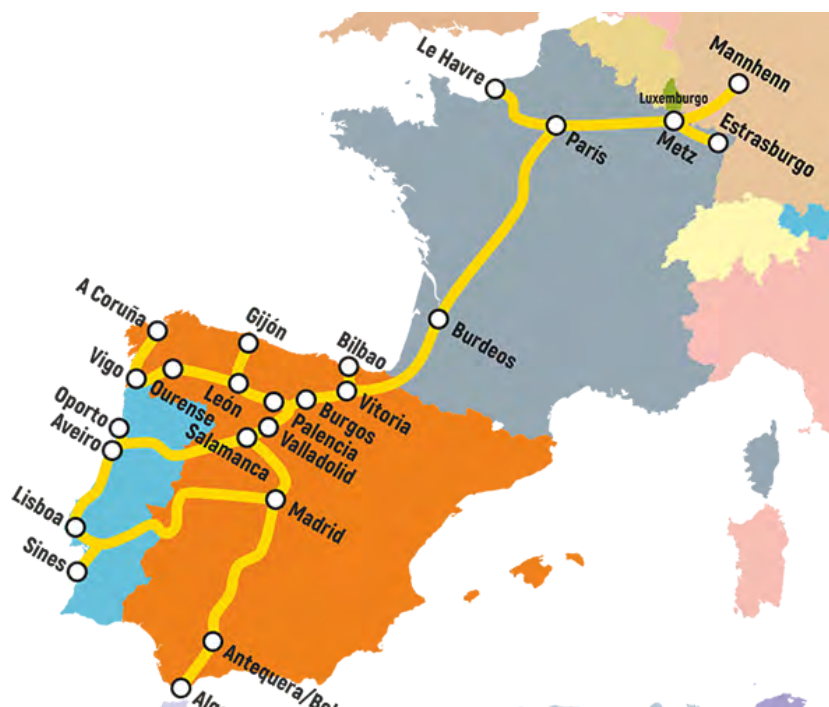 Le Havre
Mannhenn
Luxemburgo
París
Metz
Estrasburgo
A Coruña
Gijón
Bilbao
Burdeos
Vigo
Ourense
León
Burgos
Vitoria
Oporto
Palencia
Aveiro
Salamanca
Valladolid
Lisboa
Madrid
Sines
Antequera/